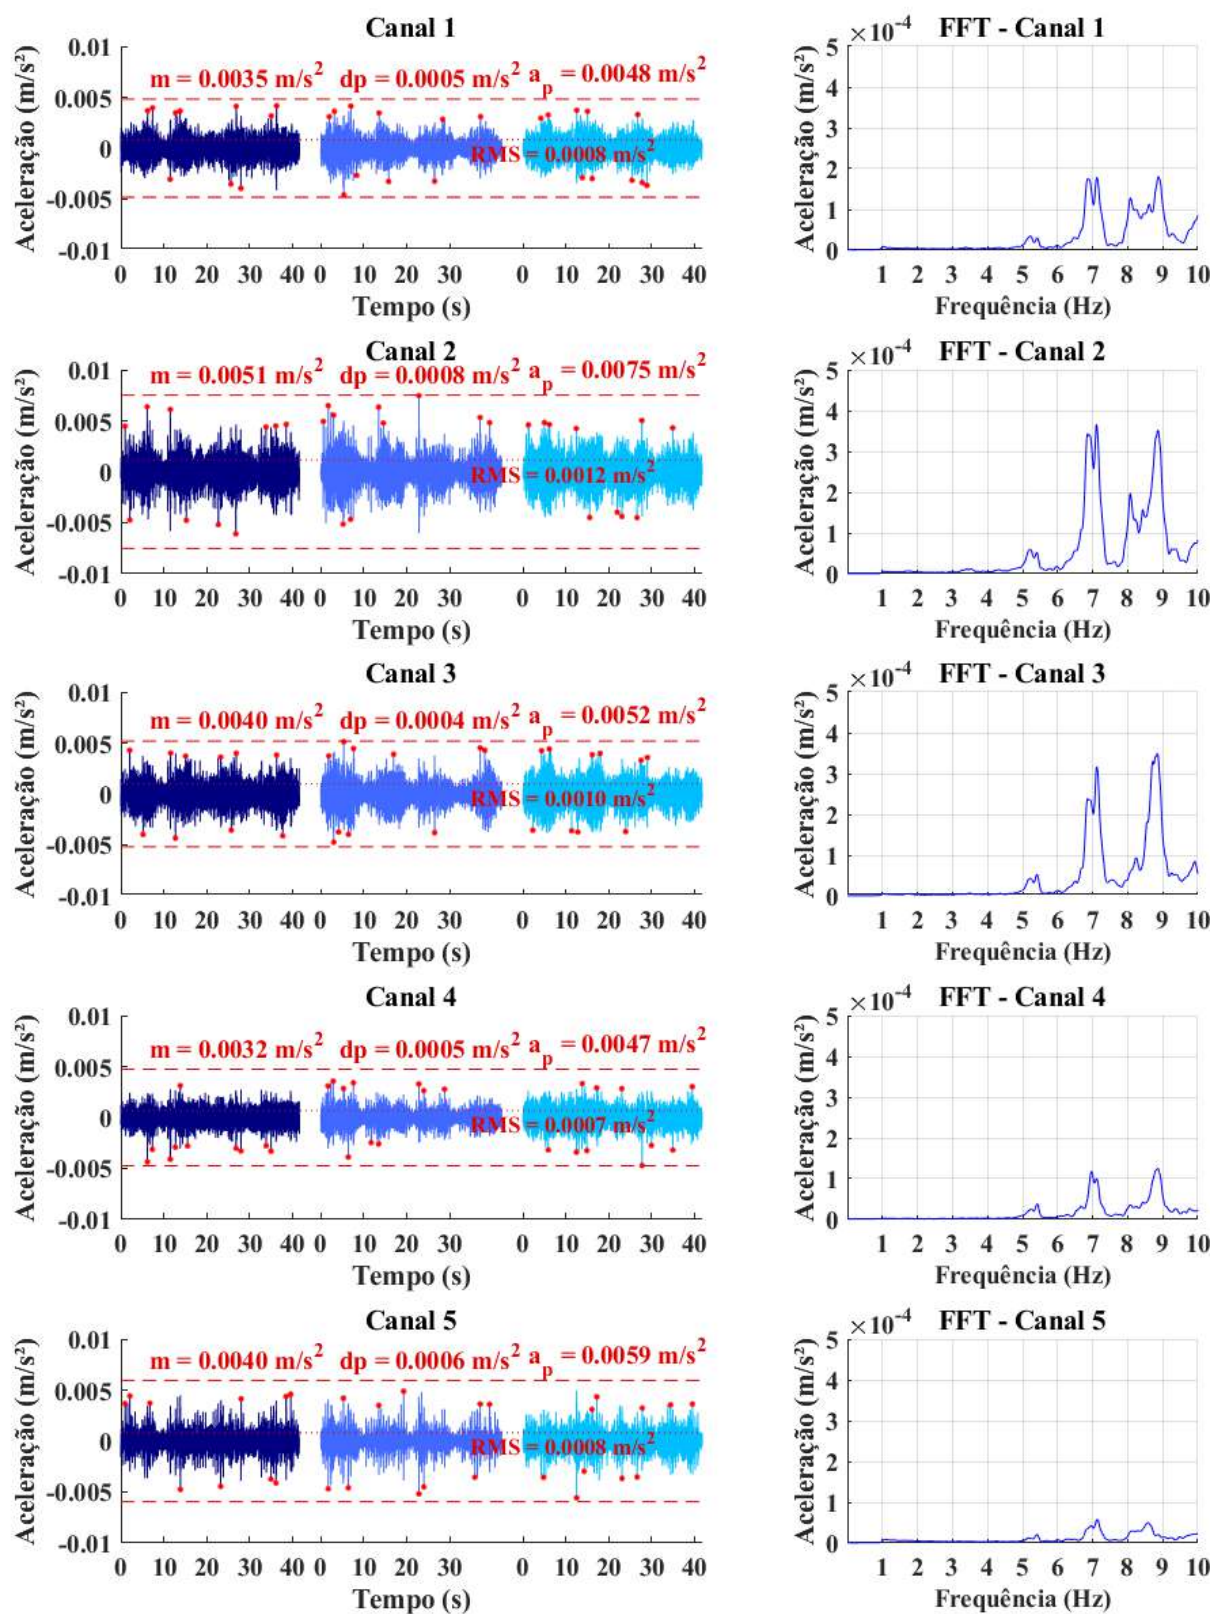 Canal 1
m = 0.0035 m/s² dp = 0.0005 m/s² a_p = 0.0048 m/s²
RMS = 0.0008 m/s²
0.01
0.005
0
-0.005
-0.01
Aceleração (m/s²)
0 10 20 30 40 0 10 20 30 0 10 20 30 40
Tempo (s)
×10⁻⁴ FFT - Canal 1
5
4
3
2
1
0
Aceleração (m/s²)
1 2 3 4 5 6 7 8 9 10
Frequência (Hz)
Canal 2
m = 0.0051 m/s² dp = 0.0008 m/s² a_p = 0.0075 m/s²
RMS = 0.0012 m/s²
0.01
0.005
0
-0.005
-0.01
Aceleração (m/s²)
0 10 20 30 40 0 10 20 30 0 10 20 30 40
Tempo (s)
×10⁻⁴ FFT - Canal 2
5
4
3
2
1
0
Aceleração (m/s²)
1 2 3 4 5 6 7 8 9 10
Frequência (Hz)
Canal 3
m = 0.0040 m/s² dp = 0.0004 m/s² a_p = 0.0052 m/s²
RMS = 0.0010 m/s²
0.01
0.005
0
-0.005
-0.01
Aceleração (m/s²)
0 10 20 30 40 0 10 20 30 0 10 20 30 40
Tempo (s)
×10⁻⁴ FFT - Canal 3
5
4
3
2
1
0
Aceleração (m/s²)
1 2 3 4 5 6 7 8 9 10
Frequência (Hz)
Canal 4
m = 0.0032 m/s² dp = 0.0005 m/s² a_p = 0.0047 m/s²
RMS = 0.0007 m/s²
0.01
0.005
0
-0.005
-0.01
Aceleração (m/s²)
0 10 20 30 40 0 10 20 30 0 10 20 30 40
Tempo (s)
×10⁻⁴ FFT - Canal 4
5
4
3
2
1
0
Aceleração (m/s²)
1 2 3 4 5 6 7 8 9 10
Frequência (Hz)
Canal 5
m = 0.0040 m/s² dp = 0.0006 m/s² a_p = 0.0059 m/s²
RMS = 0.0008 m/s²
0.01
0.005
0
-0.005
-0.01
Aceleração (m/s²)
0 10 20 30 40 0 10 20 30 0 10 20 30 40
Tempo (s)
×10⁻⁴ FFT - Canal 5
5
4
3
2
1
0
Aceleração (m/s²)
1 2 3 4 5 6 7 8 9 10
Frequência (Hz)